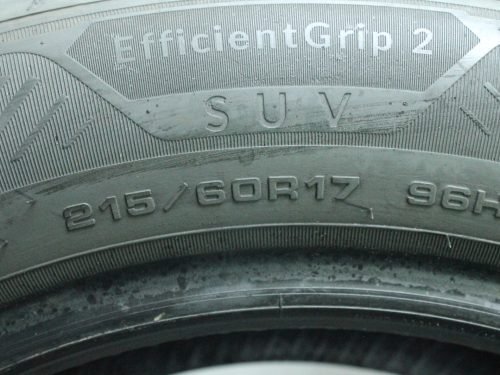 EfficientGrip 2
SUV
215/60R17 96H